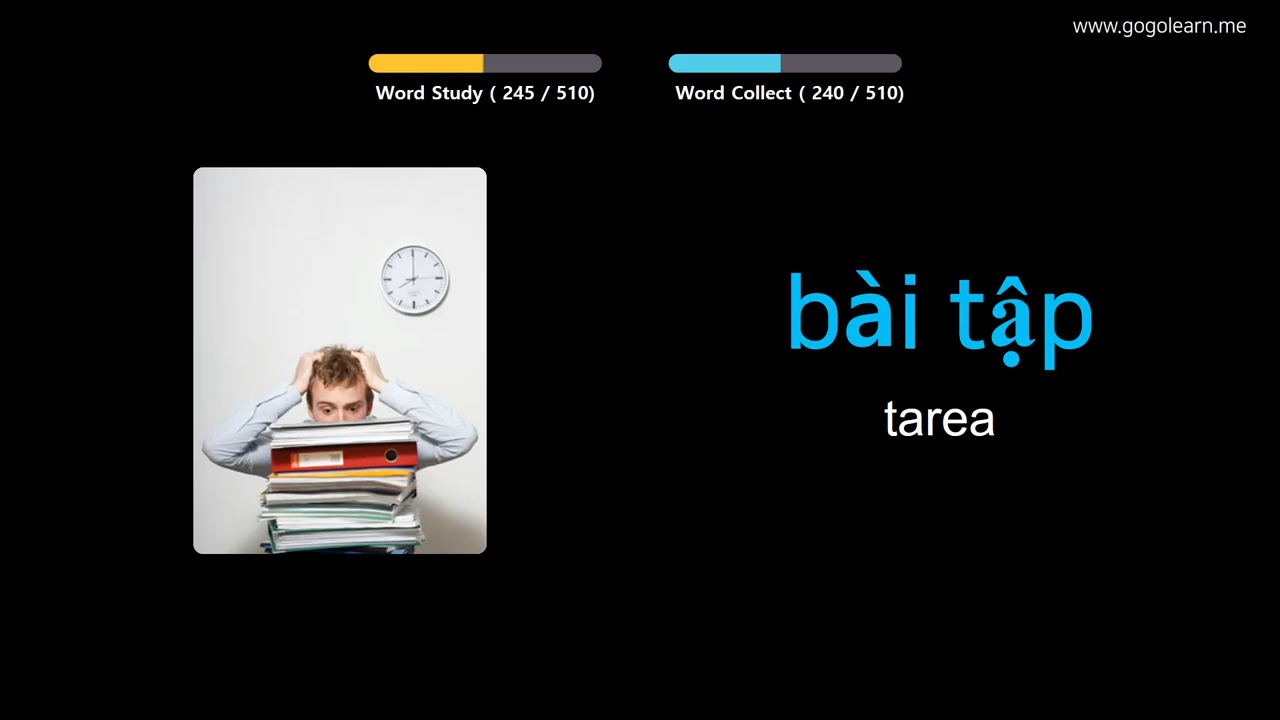 www.gogolearn.me
Word Study ( 245 / 510)
Word Collect ( 240 / 510)
bài tập
tarea